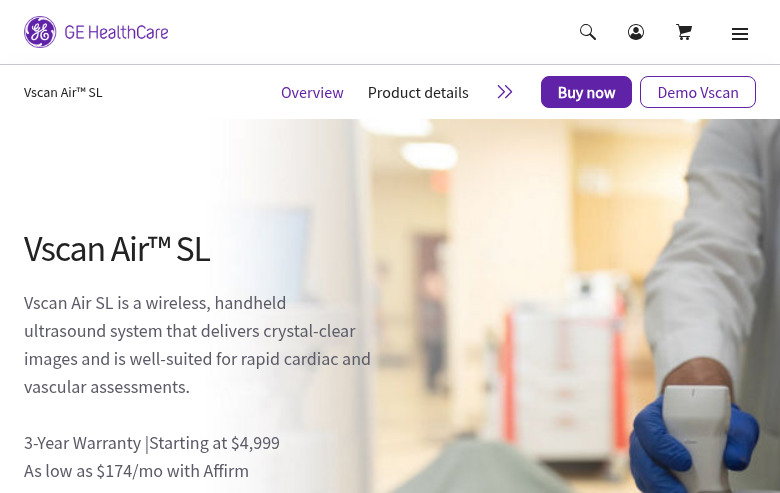 GE HealthCare
Vscan Air™ SL
Overview
Product details
Buy now
Demo Vscan
Vscan Air™ SL
Vscan Air SL is a wireless, handheld
ultrasound system that delivers crystal-clear
images and is well-suited for rapid cardiac and
vascular assessments.
3-Year Warranty |Starting at $4,999
As low as $174/mo with Affirm